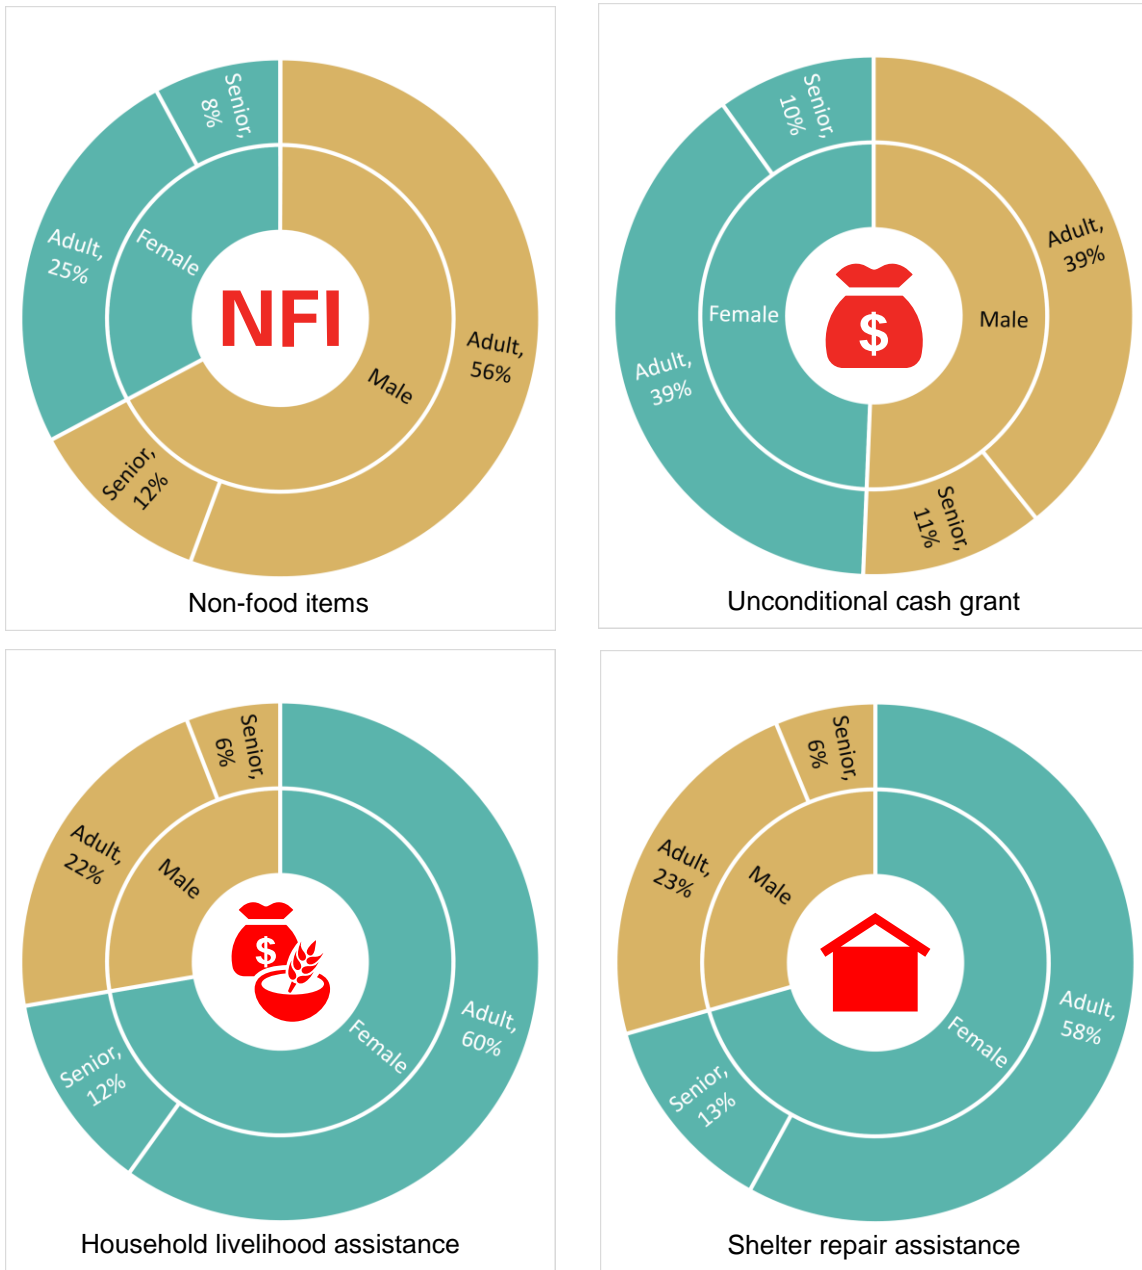 Senior,
8%
Adult,
25%
Female
NFI
Male
Adult,
56%
Senior,
12%
Non-food items
Senior,
10%
Adult,
39%
Female
$
Male
Adult,
39%
Senior,
11%
Unconditional cash grant
Senior,
6%
Adult,
22%
Male
$
Female
Adult,
60%
Senior,
12%
Household livelihood assistance
Senior,
6%
Adult,
23%
Male
Female
Adult,
58%
Senior,
13%
Shelter repair assistance